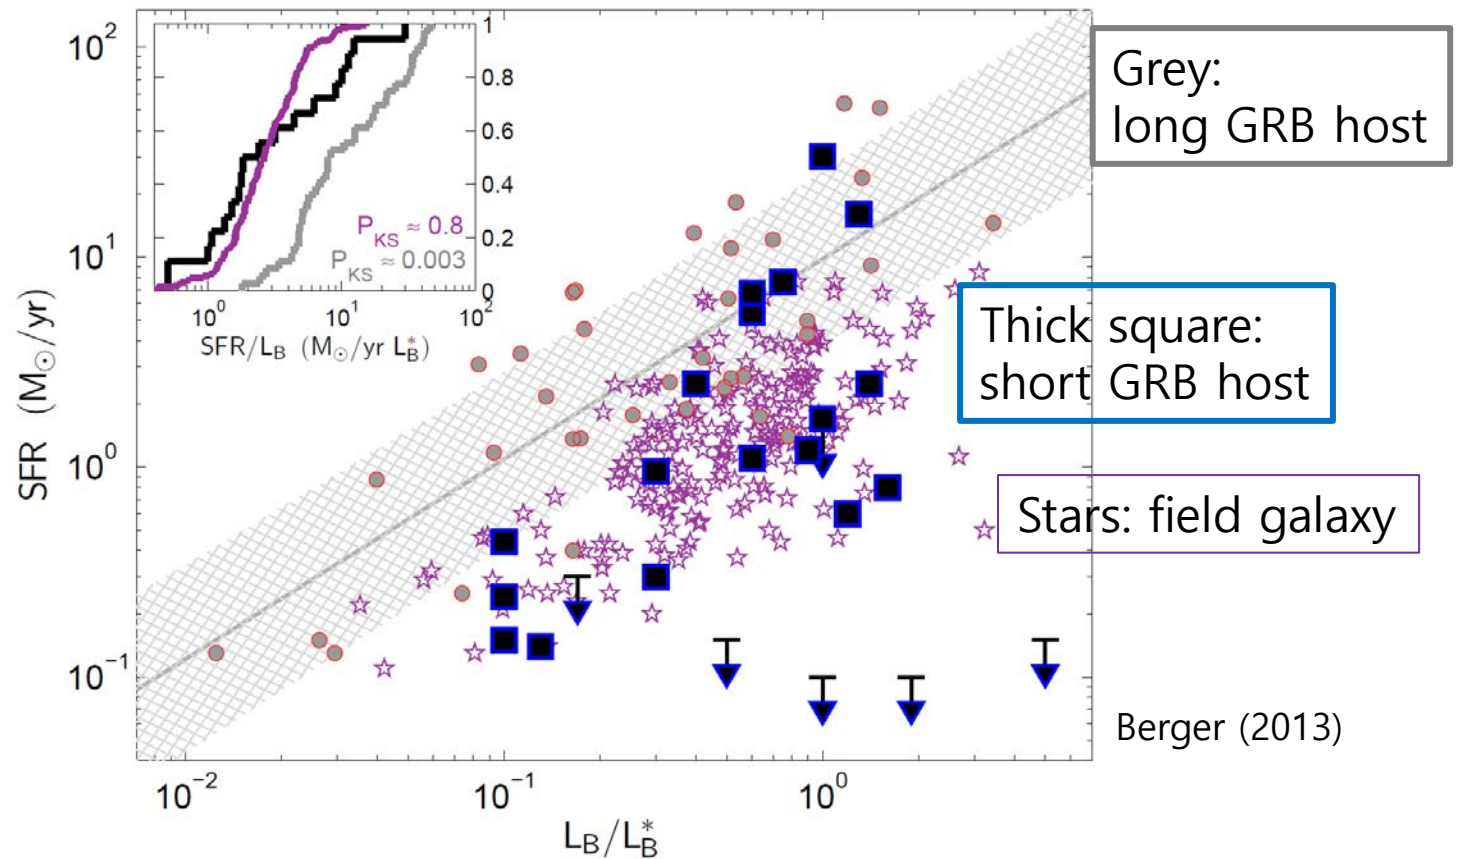 Grey:
long GRB host
Thick square:
short GRB host
Stars: field galaxy
Berger (2013)
SFR (M☉/yr)
10² 
10¹
10⁰
10⁻¹
10⁻² 10⁻¹ 10⁰
L_B/L_B*
1
0.8
0.6
0.4
0.2
0
P_KS ≈ 0.8
P_KS ≈ 0.003
10⁰ 10¹ 10²
SFR/L_B (M☉/yr L_B*)